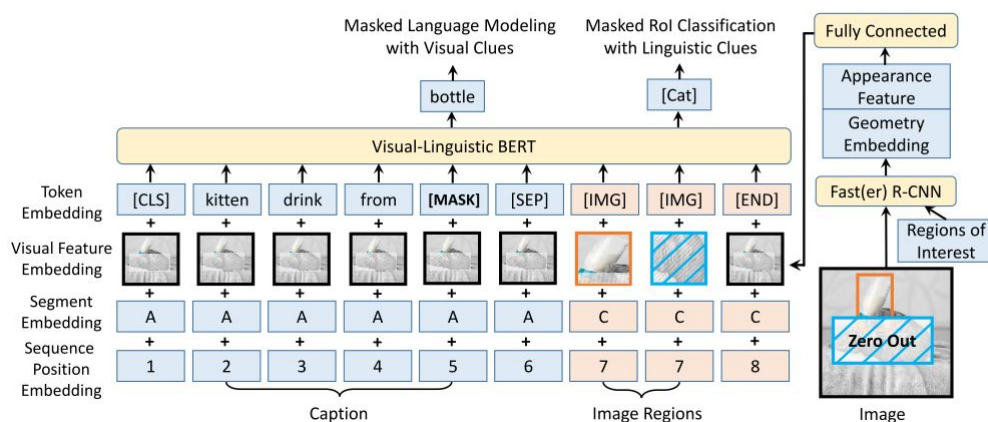 Masked Language Modeling
with Visual Clues
Masked RoI Classification
with Linguistic Clues
Fully Connected
Appearance
Feature
Geometry
Embedding
Fast(er) R-CNN
Regions of
Interest
bottle
[Cat]
Visual-Linguistic BERT
Token
Embedding
[CLS] kitten drink from [MASK] [SEP] [IMG] [IMG] [END]
+ + + + + + + + +
Visual Feature
Embedding
+ + + + + + + + +
Segment
Embedding
A A A A A A C C C
+ + + + + + + + +
Sequence
Position
Embedding
1 2 3 4 5 6 7 7 8
Caption
Image Regions
Zero Out
Image